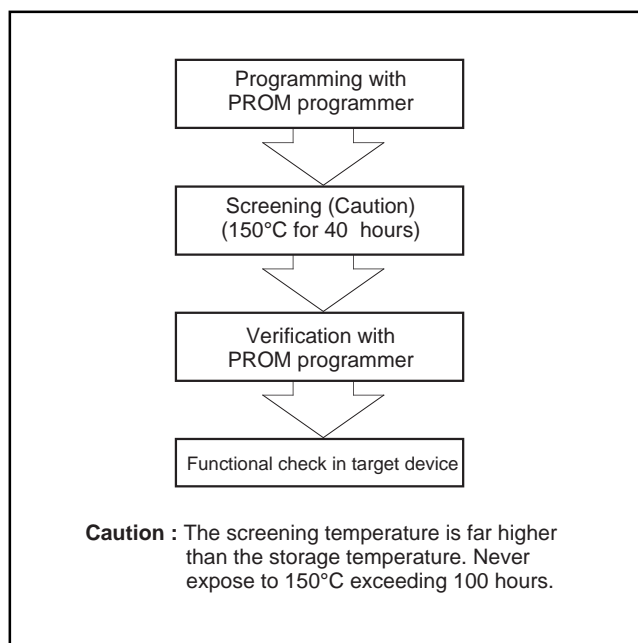 Programming with
PROM programmer
Screening (Caution)
(150°C for 40 hours)
Verification with
PROM programmer
Functional check in target device
Caution : The screening temperature is far higher
than the storage temperature. Never
expose to 150°C exceeding 100 hours.